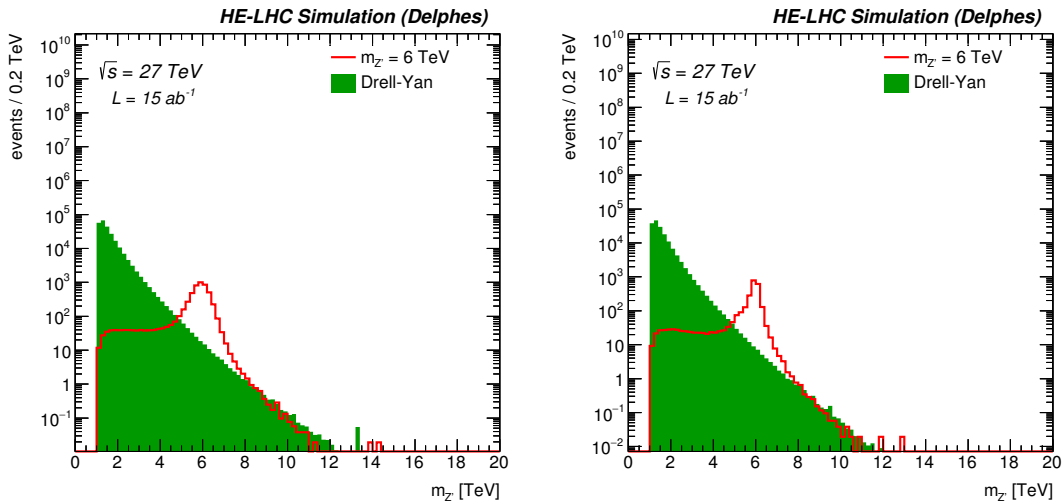 HE-LHC Simulation (Delphes)
events / 0.2 TeV
10^10
10^9
10^8
10^7
10^6
10^5
10^4
10^3
10^2
10
1
10^-1
√s = 27 TeV
L = 15 ab^-1
m_Z' = 6 TeV
Drell-Yan
0 2 4 6 8 10 12 14 16 18 20
m_Z' [TeV]
HE-LHC Simulation (Delphes)
events / 0.2 TeV
10^10
10^9
10^8
10^7
10^6
10^5
10^4
10^3
10^2
10
1
10^-1
10^-2
√s = 27 TeV
L = 15 ab^-1
m_Z' = 6 TeV
Drell-Yan
0 2 4 6 8 10 12 14 16 18 20
m_Z' [TeV]